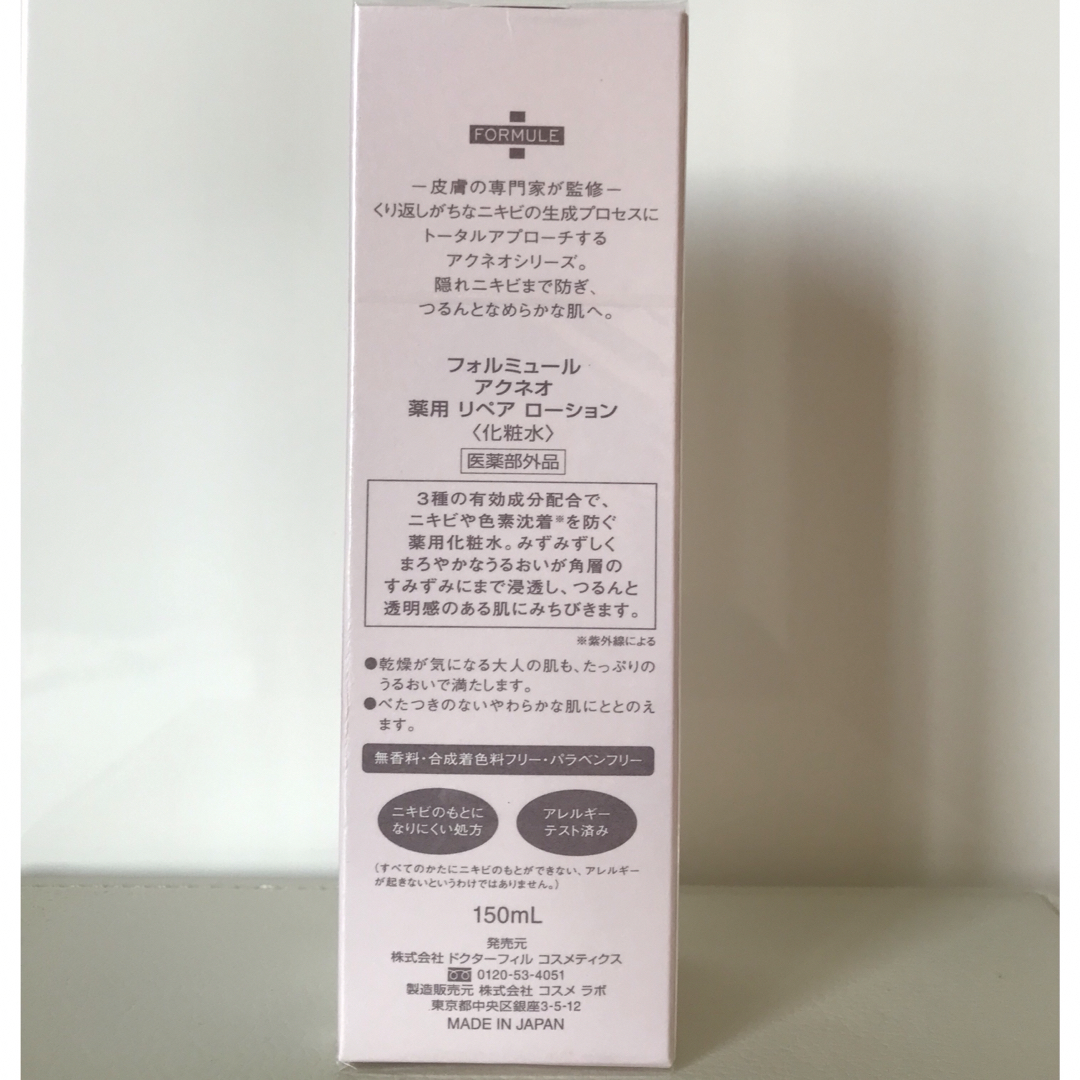 FORMULE
－皮膚の専門家が監修－
くり返しがちなニキビの生成プロセスに
トータルアプローチする
アクネオシリーズ。
隠れニキビまで防ぎ、
つるんとなめらかな肌へ。
フォルミュール
アクネオ
薬用 リペア ローション
〈化粧水〉
医薬部外品
3種の有効成分配合で、
ニキビや色素沈着※を防ぐ
薬用化粧水。みずみずしく
まろやかなうるおいが角層の
すみずみにまで浸透し、つるんと
透明感のある肌にみちびきます。
※紫外線による
●乾燥が気になる大人の肌も、たっぷりの
うるおいで満たします。
●べたつきのないやわらかな肌にととのえ
ます。
無香料・合成着色料フリー・パラベンフリー
ニキビのもとに
なりにくい処方
アレルギー
テスト済み
（すべてのかたにニキビのもとができない、アレルギー
が起きないというわけではありません。）
150mL
発売元
株式会社 ドクターフィル コスメティクス
0120-53-4051
製造販売元 株式会社 コスメ ラボ
東京都中央区銀座3-5-12
MADE IN JAPAN